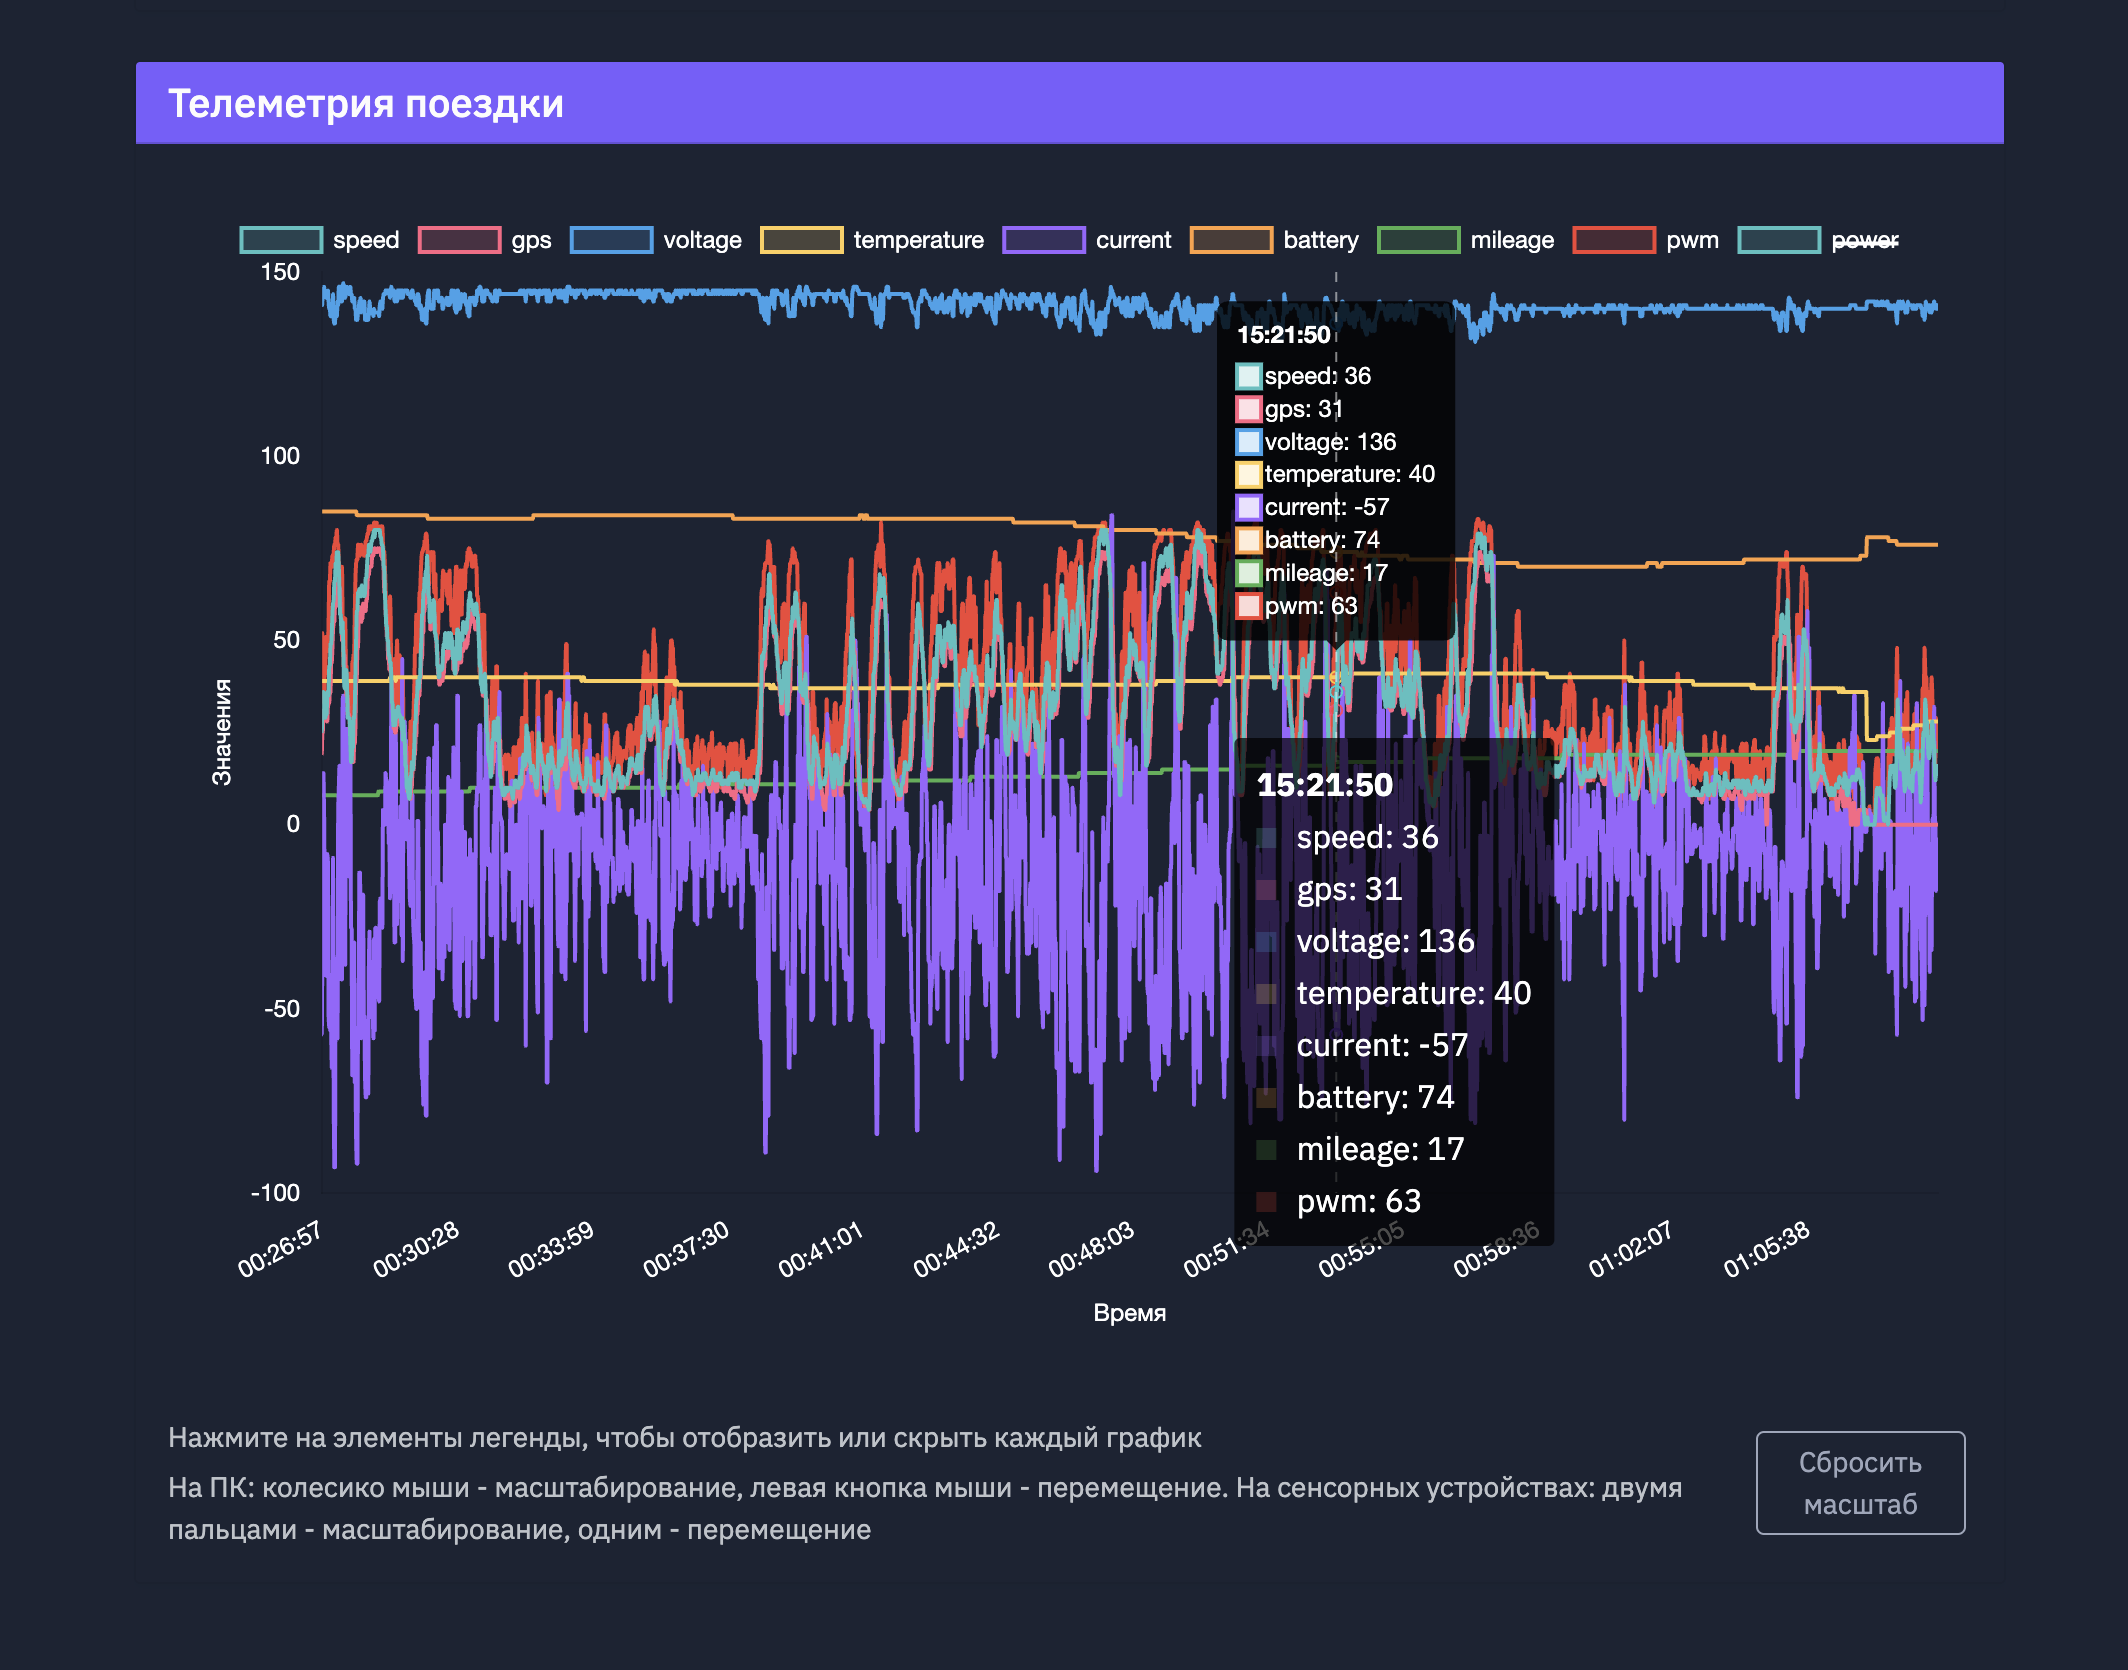 Телеметрия поездки
speed gps voltage temperature current battery mileage pwm power
150
100
50
0
-50
-100
Значения
15:21:50
speed: 36
gps: 31
voltage: 136
temperature: 40
current: -57
battery: 74
mileage: 17
pwm: 63
15:21:50
speed: 36
gps: 31
voltage: 136
temperature: 40
current: -57
battery: 74
mileage: 17
pwm: 63
00:26:57 00:30:28 00:33:59 00:37:30 00:41:01 00:44:32 00:48:03 00:51:34 00:55:05 00:58:36 01:02:07 01:05:38
Время
Нажмите на элементы легенды, чтобы отобразить или скрыть каждый график
На ПК: колесико мыши - масштабирование, левая кнопка мыши - перемещение. На сенсорных устройствах: двумя
пальцами - масштабирование, одним - перемещение
Сбросить
масштаб